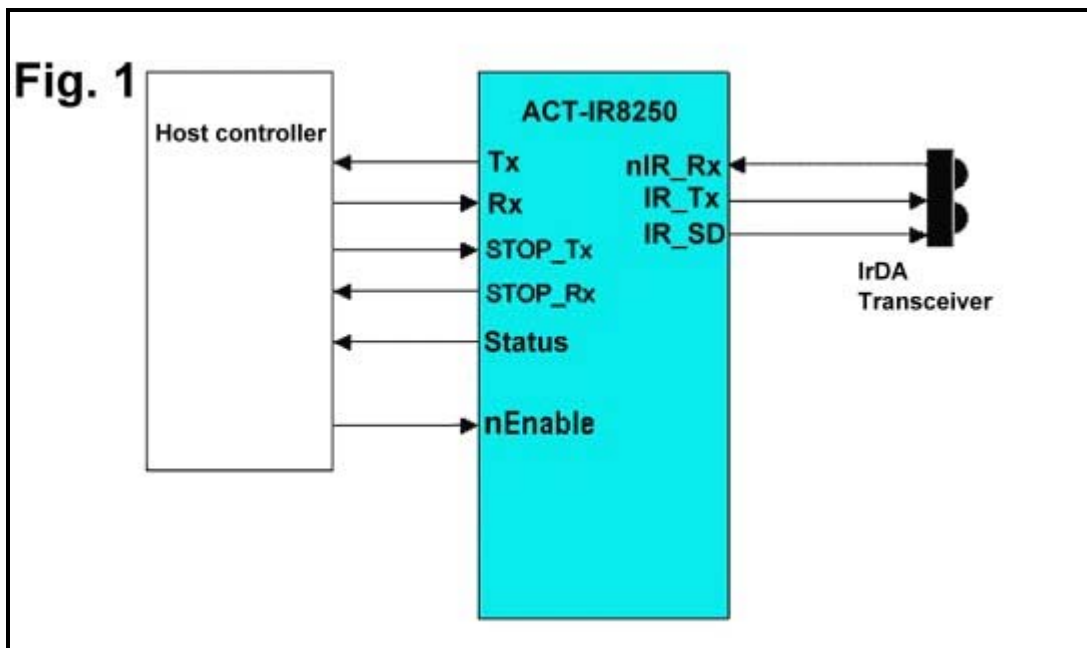 Fig. 1
Host controller
ACT-IR8250
Tx
Rx
STOP_Tx
STOP_Rx
Status
nEnable
nIR_Rx
IR_Tx
IR_SD
IrDA
Transceiver